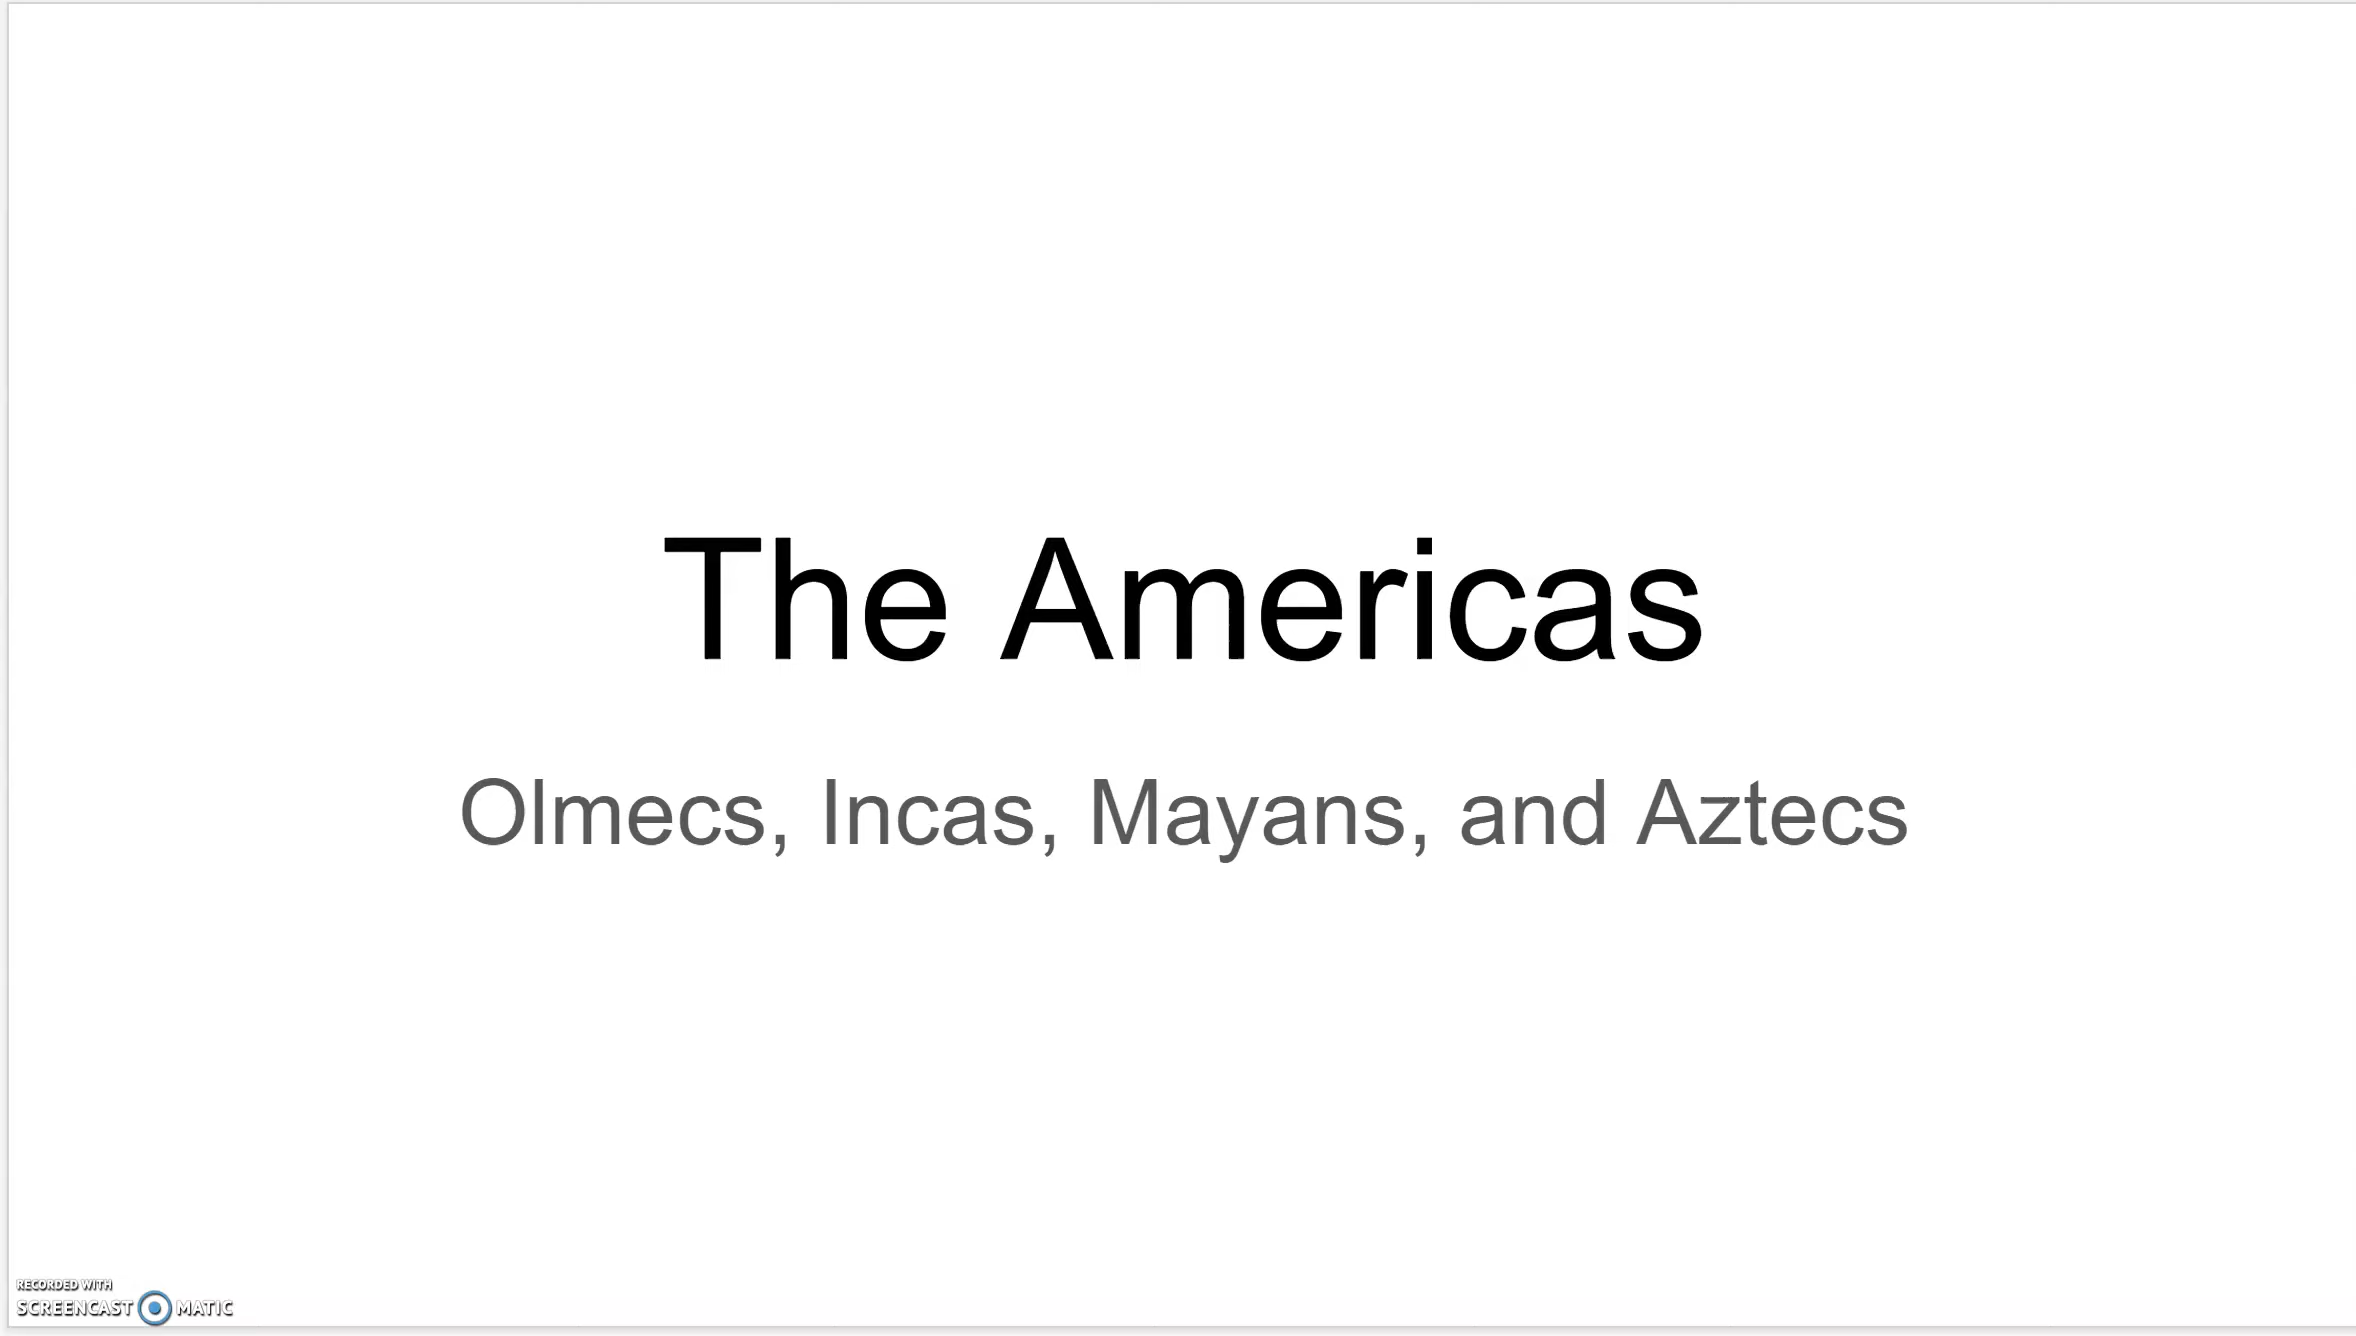 The Americas
Olmecs, Incas, Mayans, and Aztecs
RECORDED WITH
SCREENCAST MATIC